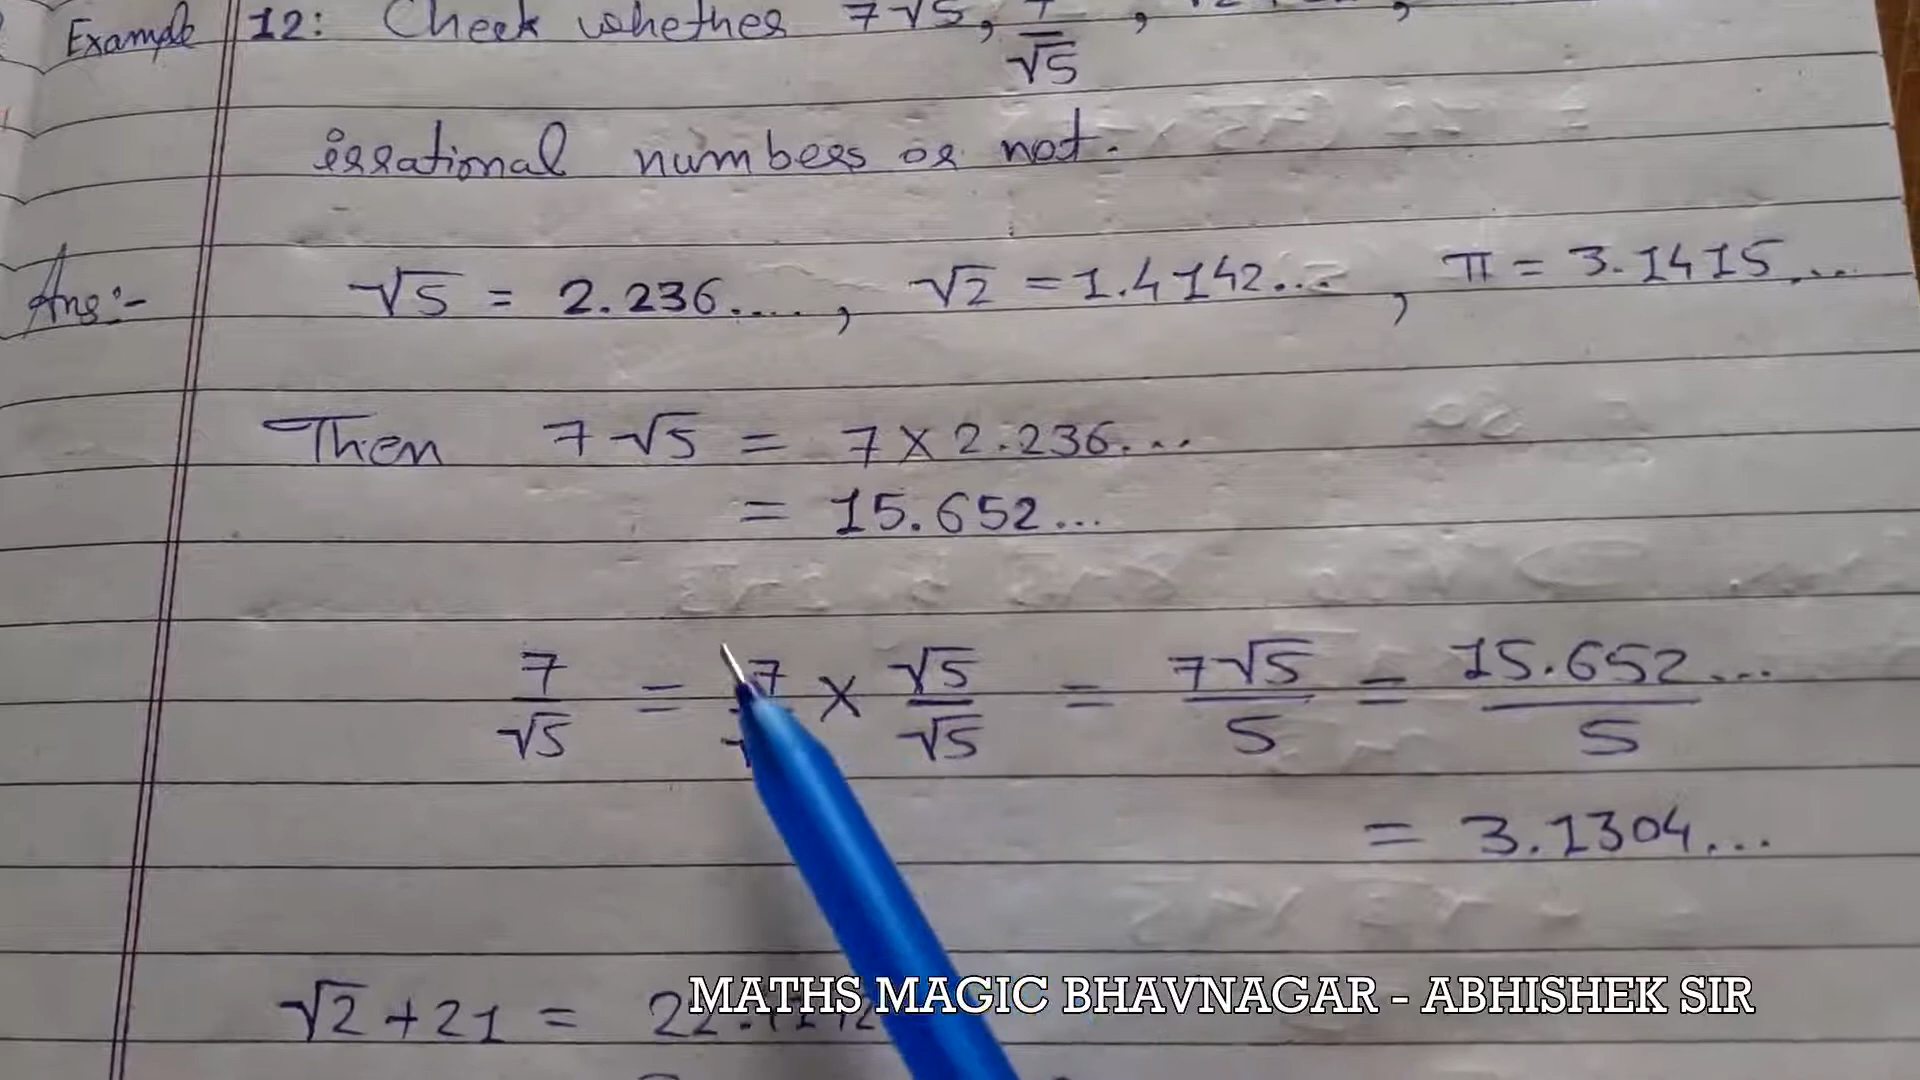 Example 12: Check whether 7√5, 7/√5,
irrational numbers or not.
Ans:- √5 = 2.236...., √2 = 1.4142..., π = 3.1415...
Then 7√5 = 7 × 2.236...
= 15.652...
7/√5 = 7/√5 × √5/√5 = 7√5/5 = 15.652.../5
= 3.1304...
√2 + 21 =
MATHS MAGIC BHAVNAGAR - ABHISHEK SIR